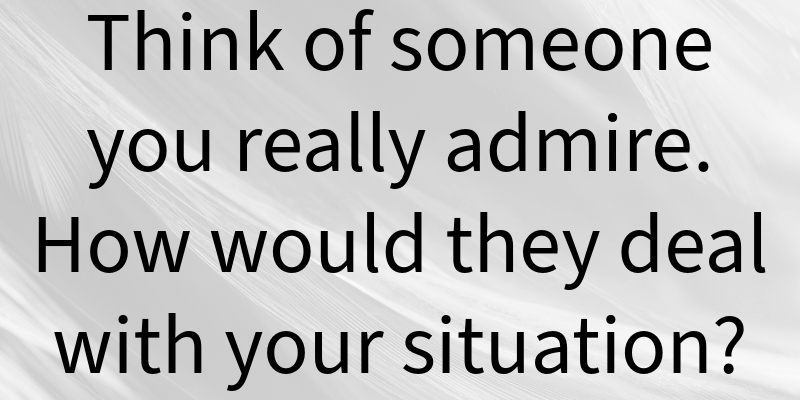 Think of someone
you really admire.
How would they deal
with your situation?